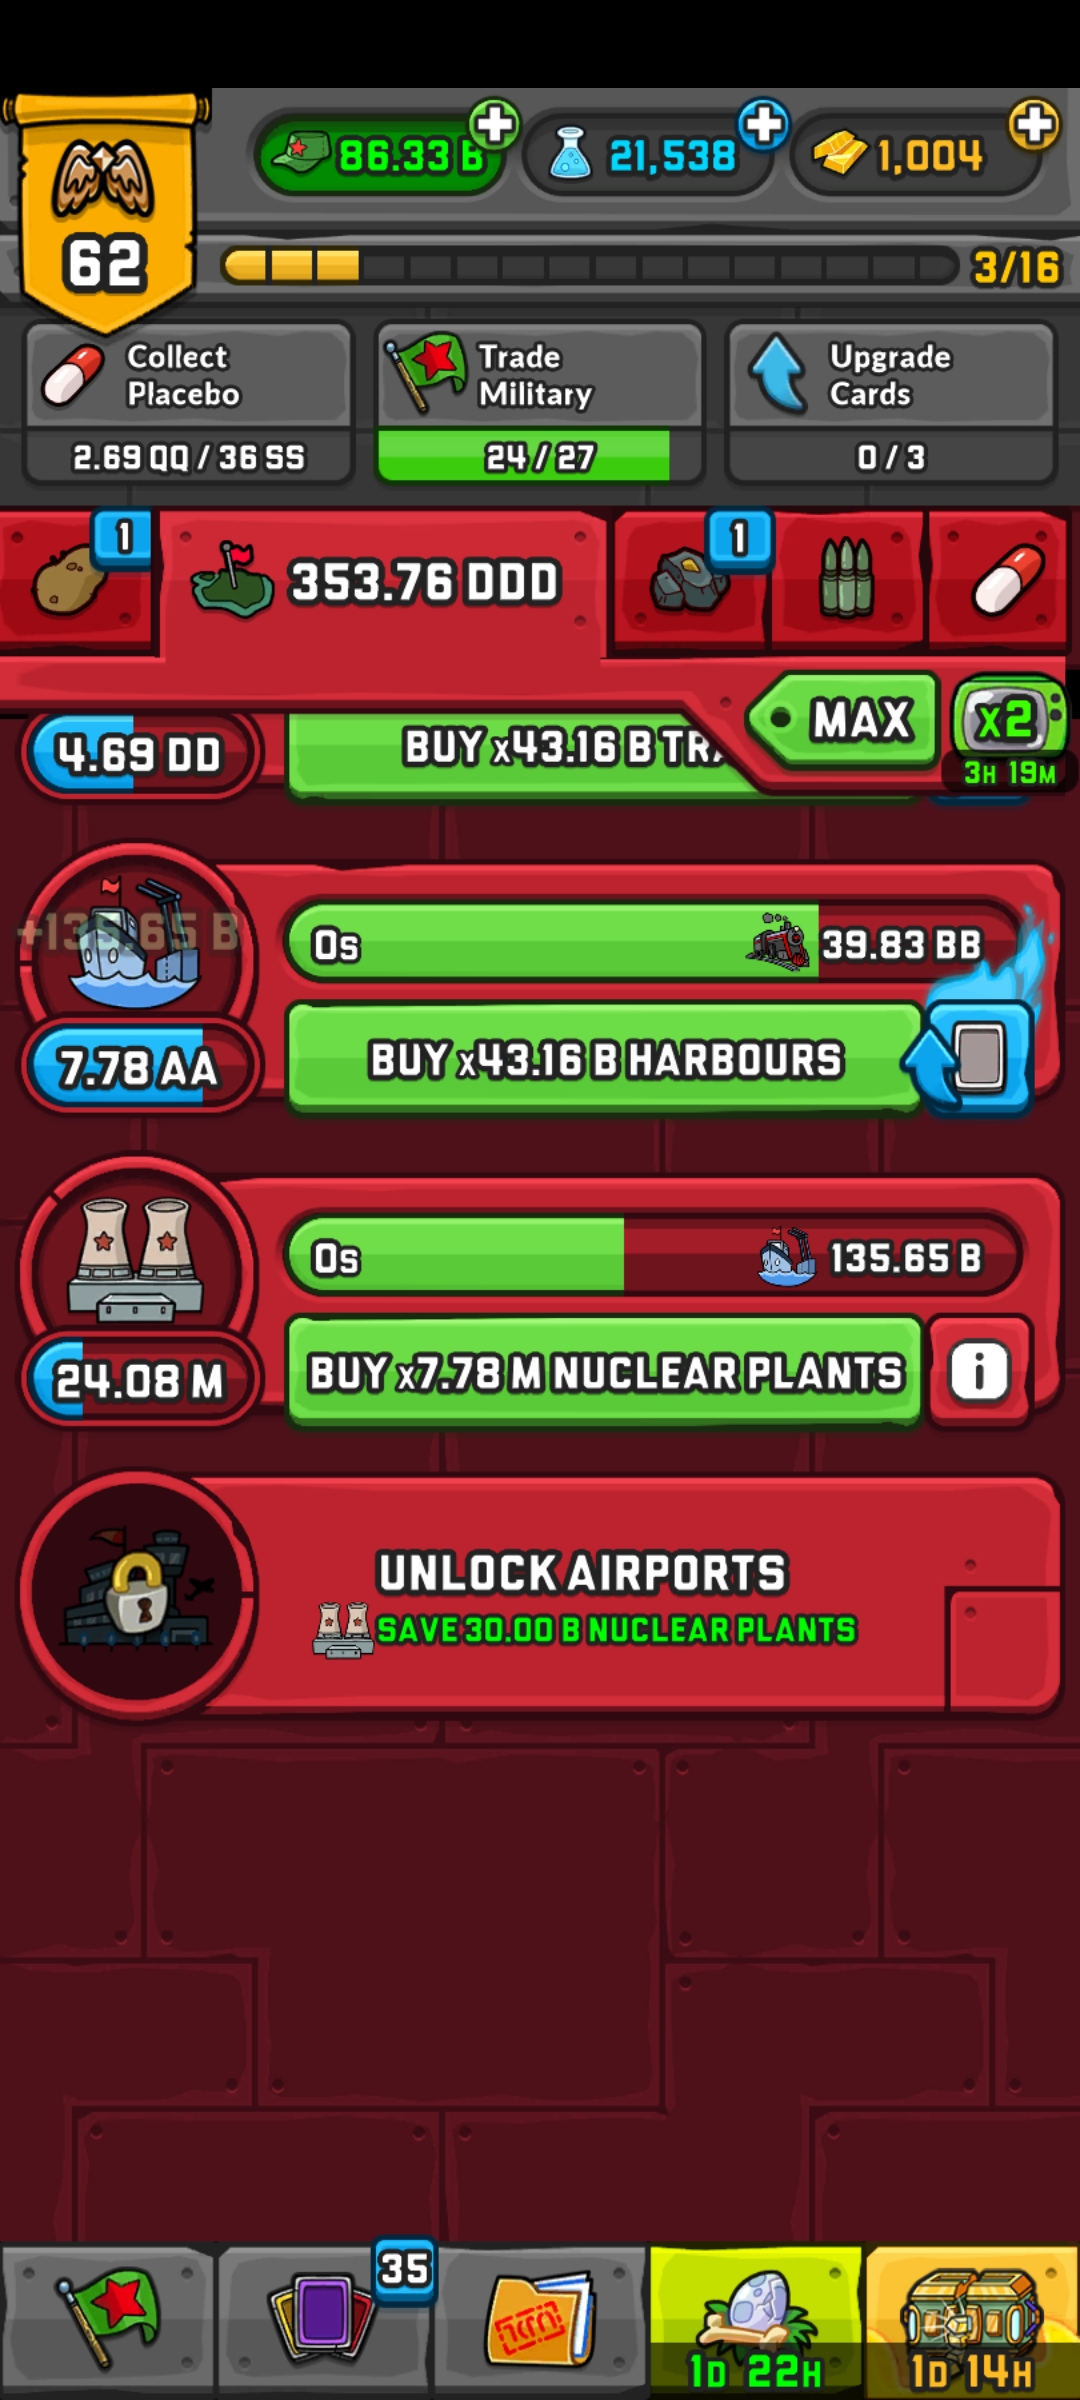 86.33 B
21,538
1,004
62
3/16
Collect
Placebo
Trade
Military
Upgrade
Cards
2.69 QQ / 36 SS
24 / 27
0 / 3
1
353.76 DDD
1
MAX
x2
3H 19M
4.69 DD
BUY x43.16 B
+135.65 B
0s
39.83 BB
7.78 AA
BUY x43.16 B HARBOURS
0s
135.65 B
24.08 M
BUY x7.78 M NUCLEAR PLANTS
i
UNLOCK AIRPORTS
SAVE 30.00 B NUCLEAR PLANTS
35
1D 22H
1D 14H